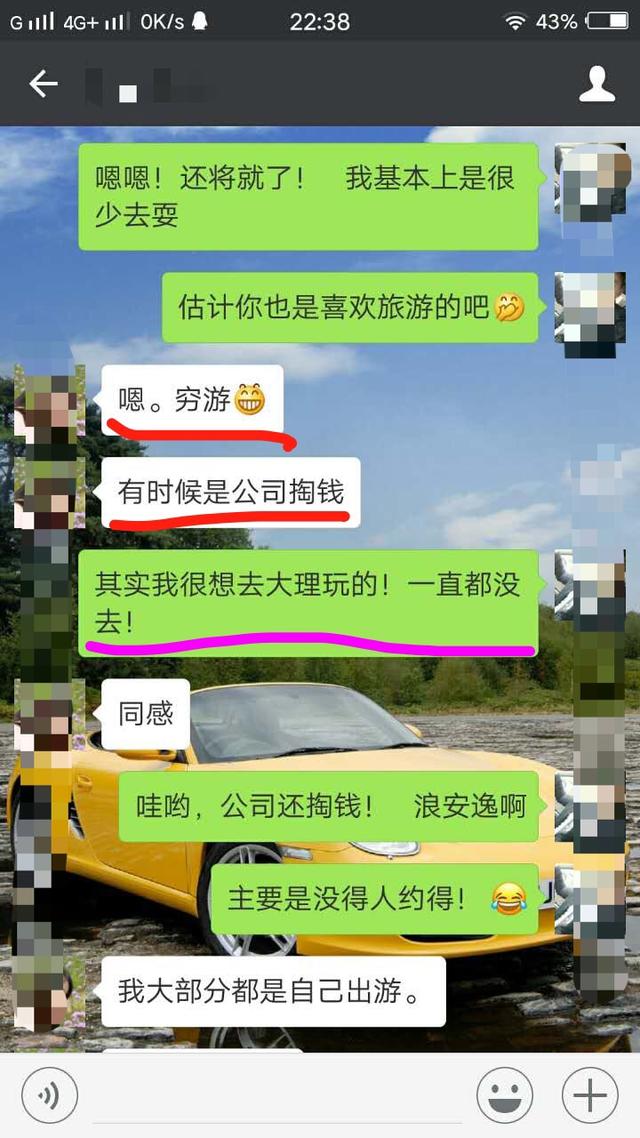 G 4G+ 0K/s 22:38 43%
嗯嗯！还将就了！ 我基本上是很
少去耍
估计你也是喜欢旅游的吧🤭
嗯。穷游😁
有时候是公司掏钱
其实我很想去大理玩的！一直都没
去！
同感
哇哟，公司还掏钱！ 浪安逸啊
主要是没得人约得！ 😂
我大部分都是自己出游。